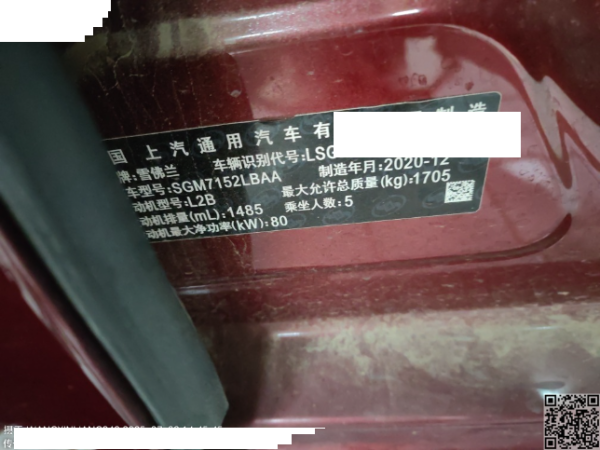 国 上汽通用汽车有 制造
牌:雪佛兰 车辆识别代号:LSG
车型号:SGM7152LBAA 制造年月:2020-12
动机型号:L2B 最大允许总质量(kg):1705
动机排量(mL):1485 乘坐人数:5
动机最大净功率(kW):80